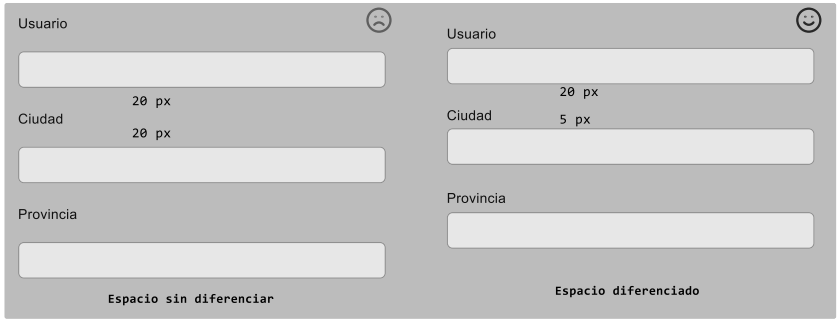 Usuario
20 px
Ciudad
20 px
Provincia
Espacio sin diferenciar
Usuario
20 px
Ciudad
5 px
Provincia
Espacio diferenciado